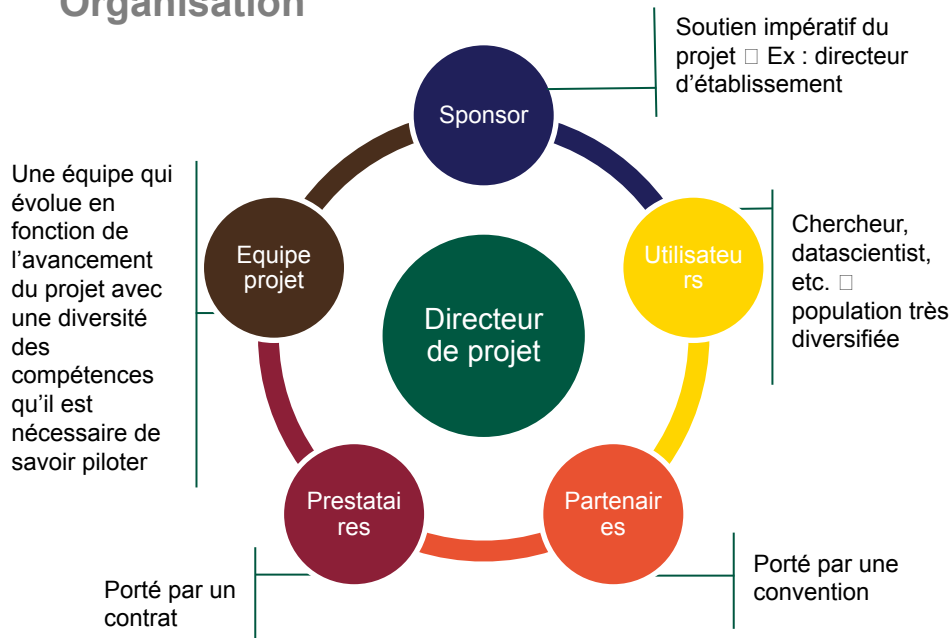 Organisation
Soutien impératif du
projet □ Ex : directeur
d’établissement
Sponsor
Une équipe qui
évolue en
fonction de
l’avancement
du projet avec
une diversité
des
compétences
qu’il est
nécessaire de
savoir piloter
Equipe
projet
Utilisateu
rs
Chercheur,
datascientist,
etc. □
population très
diversifiée
Directeur
de projet
Prestatai
res
Partenair
es
Porté par un
contrat
Porté par une
convention